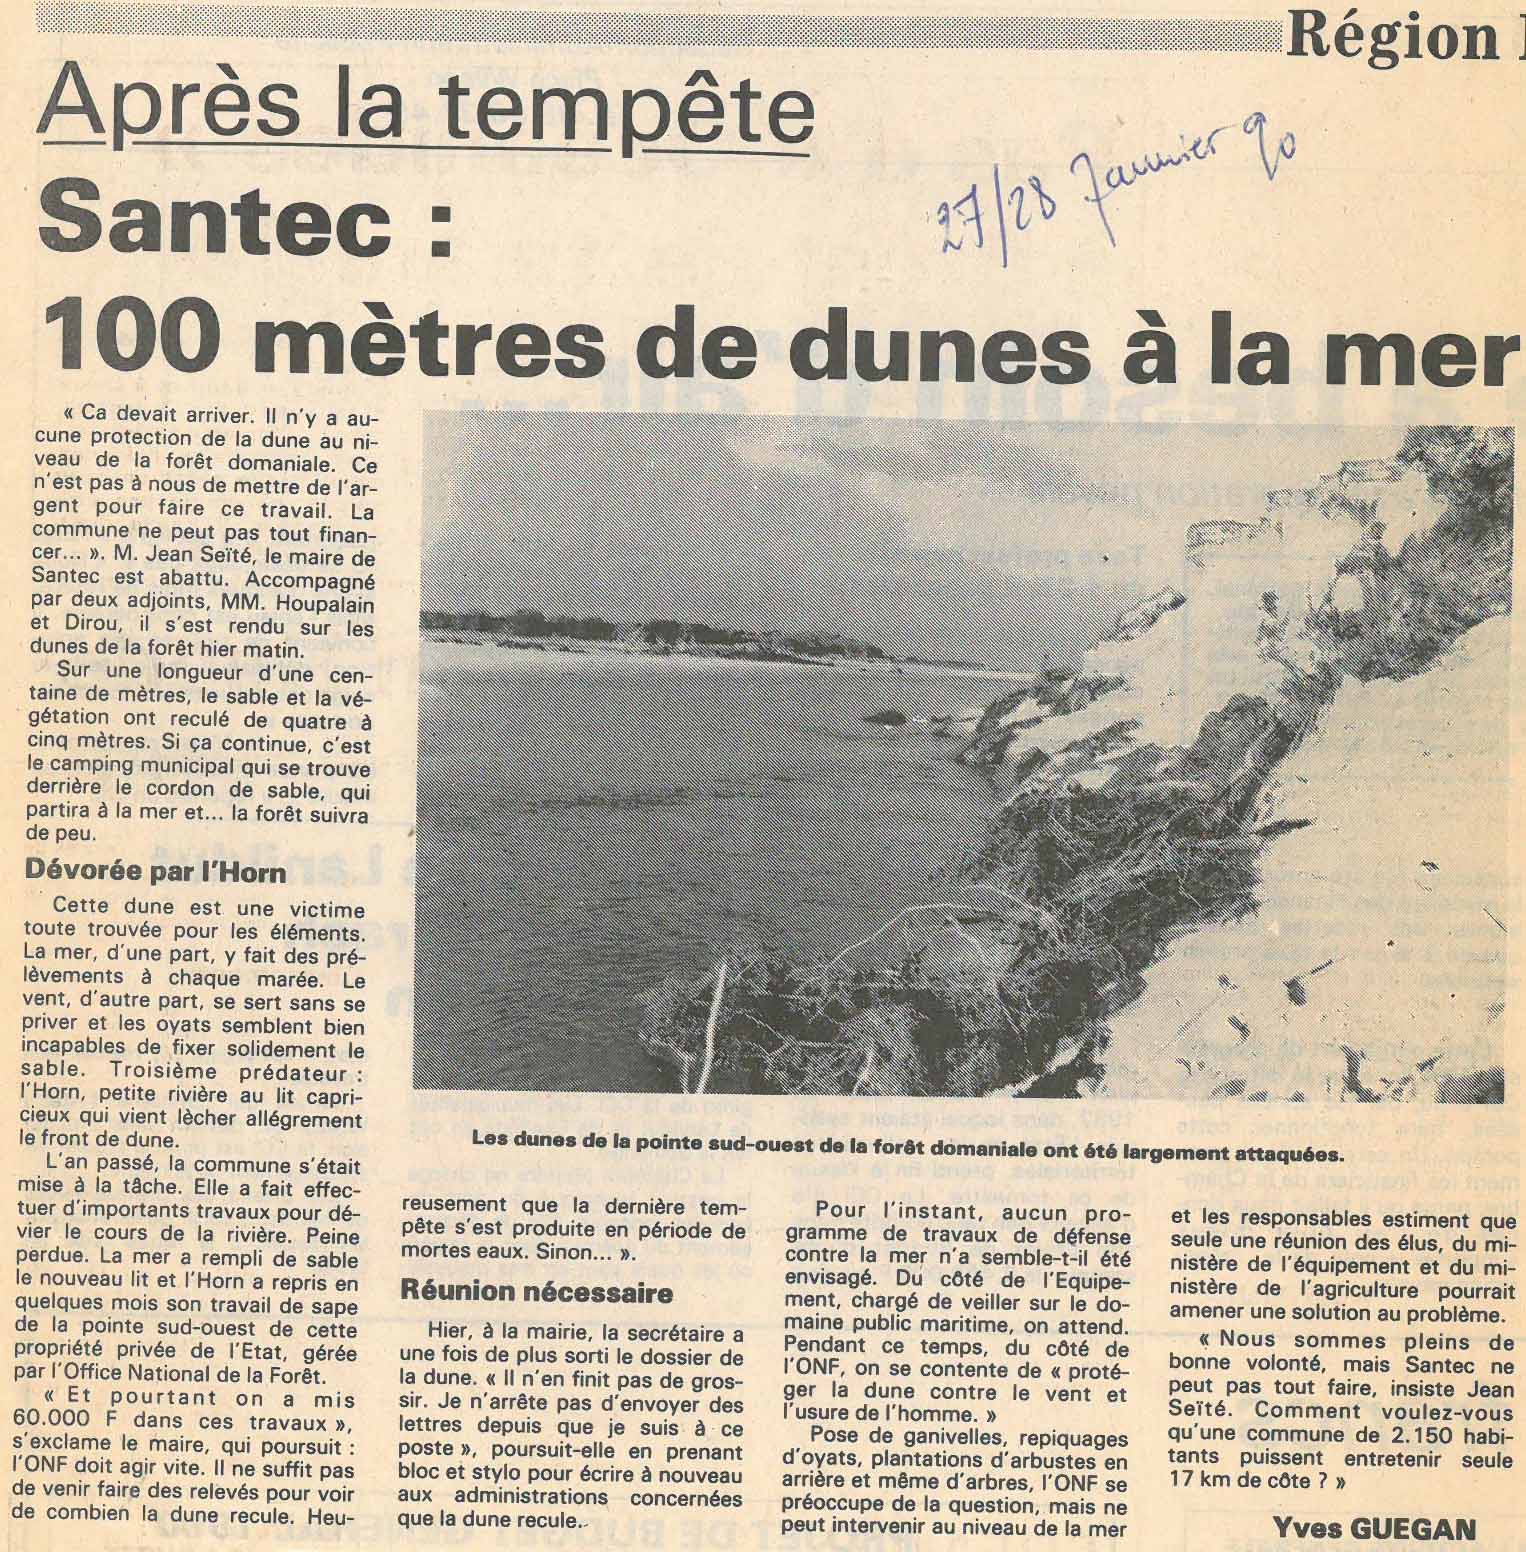 Région
Après la tempête
27/28 Janvier 90
Santec :
100 mètres de dunes à la mer
« Ca devait arriver. Il n'y a au-
cune protection de la dune au ni-
veau de la forêt domaniale. Ce
n'est pas à nous de mettre de l'ar-
gent pour faire ce travail. La
commune ne peut pas tout finan-
cer... ». M. Jean Seïté, le maire de
Santec est abattu. Accompagné
par deux adjoints, MM. Houpalain
et Dirou, il s'est rendu sur les
dunes de la forêt hier matin.
Sur une longueur d'une cen-
taine de mètres, le sable et la vé-
gétation ont reculé de quatre à
cinq mètres. Si ça continue, c'est
le camping municipal qui se trouve
derrière le cordon de sable, qui
partira à la mer et... la forêt suivra
de peu.
Dévorée par l'Horn
Cette dune est une victime
toute trouvée pour les éléments.
La mer, d'une part, y fait des pré-
lèvements à chaque marée. Le
vent, d'autre part, se sert sans se
priver et les oyats semblent bien
incapables de fixer solidement le
sable. Troisième prédateur :
l'Horn, petite rivière au lit capri-
cieux qui vient lècher allégrement
le front de dune.
L'an passé, la commune s'était
mise à la tâche. Elle a fait effec-
tuer d'importants travaux pour dé-
vier le cours de la rivière. Peine
perdue. La mer a rempli de sable
le nouveau lit et l'Horn a repris en
quelques mois son travail de sape
de la pointe sud-ouest de cette
propriété privée de l'Etat, gérée
par l'Office National de la Forêt.
« Et pourtant on a mis
60.000 F dans ces travaux »,
s'exclame le maire, qui poursuit :
l'ONF doit agir vite. Il ne suffit pas
de venir faire des relevés pour voir
de combien la dune recule. Heu-
Les dunes de la pointe sud-ouest de la forêt domaniale ont été largement attaquées.
reusement que la dernière tem-
pête s'est produite en période de
mortes eaux. Sinon... ».
Réunion nécessaire
Hier, à la mairie, la secrétaire a
une fois de plus sorti le dossier de
la dune. « Il n'en finit pas de gros-
sir. Je n'arrête pas d'envoyer des
lettres depuis que je suis à ce
poste », poursuit-elle en prenant
bloc et stylo pour écrire à nouveau
aux administrations concernées
que la dune recule.
Pour l'instant, aucun pro-
gramme de travaux de défense
contre la mer n'a semble-t-il été
envisagé. Du côté de l'Equipe-
ment, chargé de veiller sur le do-
maine public maritime, on attend.
Pendant ce temps, du côté de
l'ONF, on se contente de « proté-
ger la dune contre le vent et
l'usure de l'homme. »
Pose de ganivelles, repiquages
d'oyats, plantations d'arbustes en
arrière et même d'arbres, l'ONF se
préoccupe de la question, mais ne
peut intervenir au niveau de la mer
et les responsables estiment que
seule une réunion des élus, du mi-
nistère de l'équipement et du mi-
nistère de l'agriculture pourrait
amener une solution au problème.
« Nous sommes pleins de
bonne volonté, mais Santec ne
peut pas tout faire, insiste Jean
Seïté. Comment voulez-vous
qu'une commune de 2.150 habi-
tants puissent entretenir seule
17 km de côte ? »
Yves GUEGAN